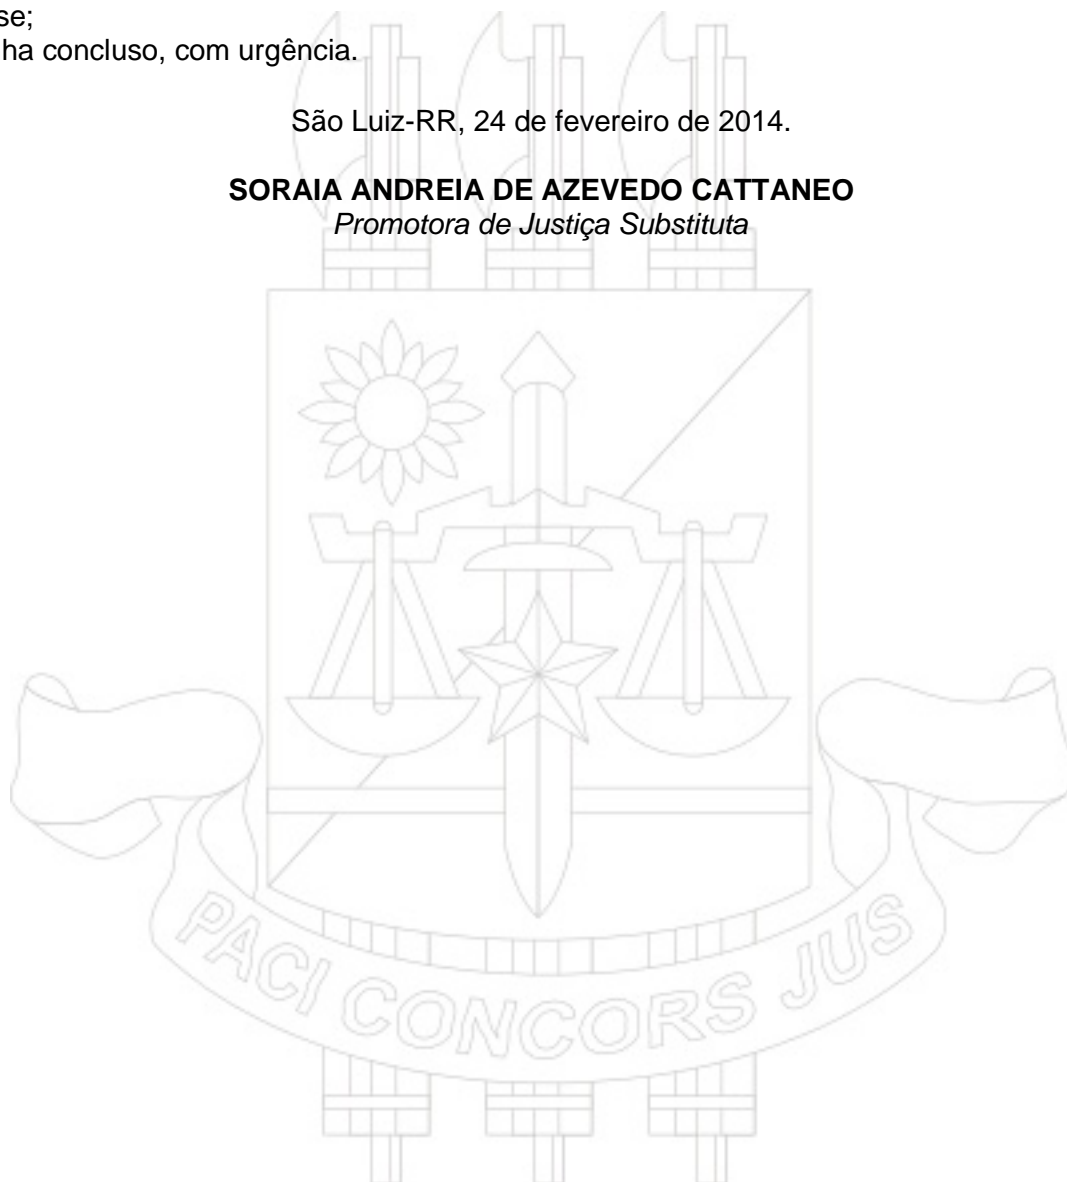 se;
ha concluso, com urgência.
São Luiz-RR, 24 de fevereiro de 2014.
SORAIA ANDREIA DE AZEVEDO CATTANEO
Promotora de Justiça Substituta
PACI CONCORS JUS